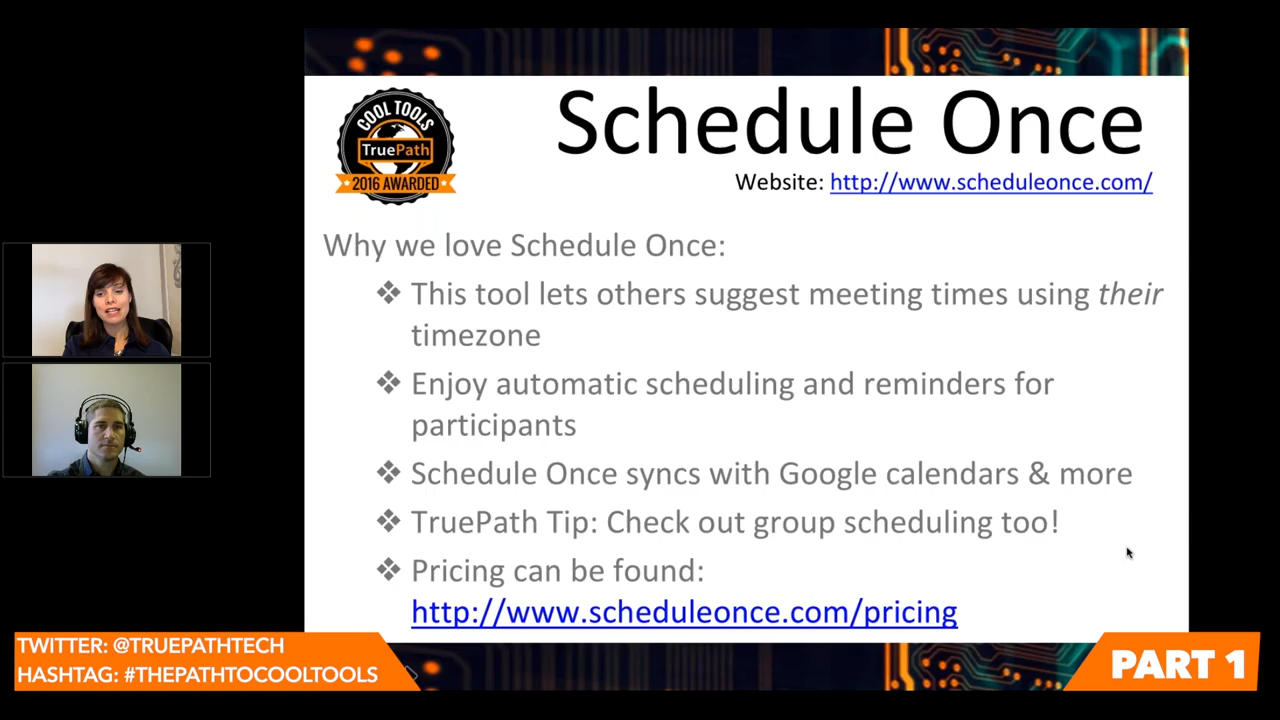 COOL TOOLS
TruePath
2016 AWARDED
Schedule Once
Website: http://www.scheduleonce.com/
Why we love Schedule Once:
❖ This tool lets others suggest meeting times using their
timezone
❖ Enjoy automatic scheduling and reminders for
participants
❖ Schedule Once syncs with Google calendars & more
❖ TruePath Tip: Check out group scheduling too!
❖ Pricing can be found:
http://www.scheduleonce.com/pricing
TWITTER: @TRUEPATHTECH
HASHTAG: #THEPATHTOCOOLTOOLS
PART 1